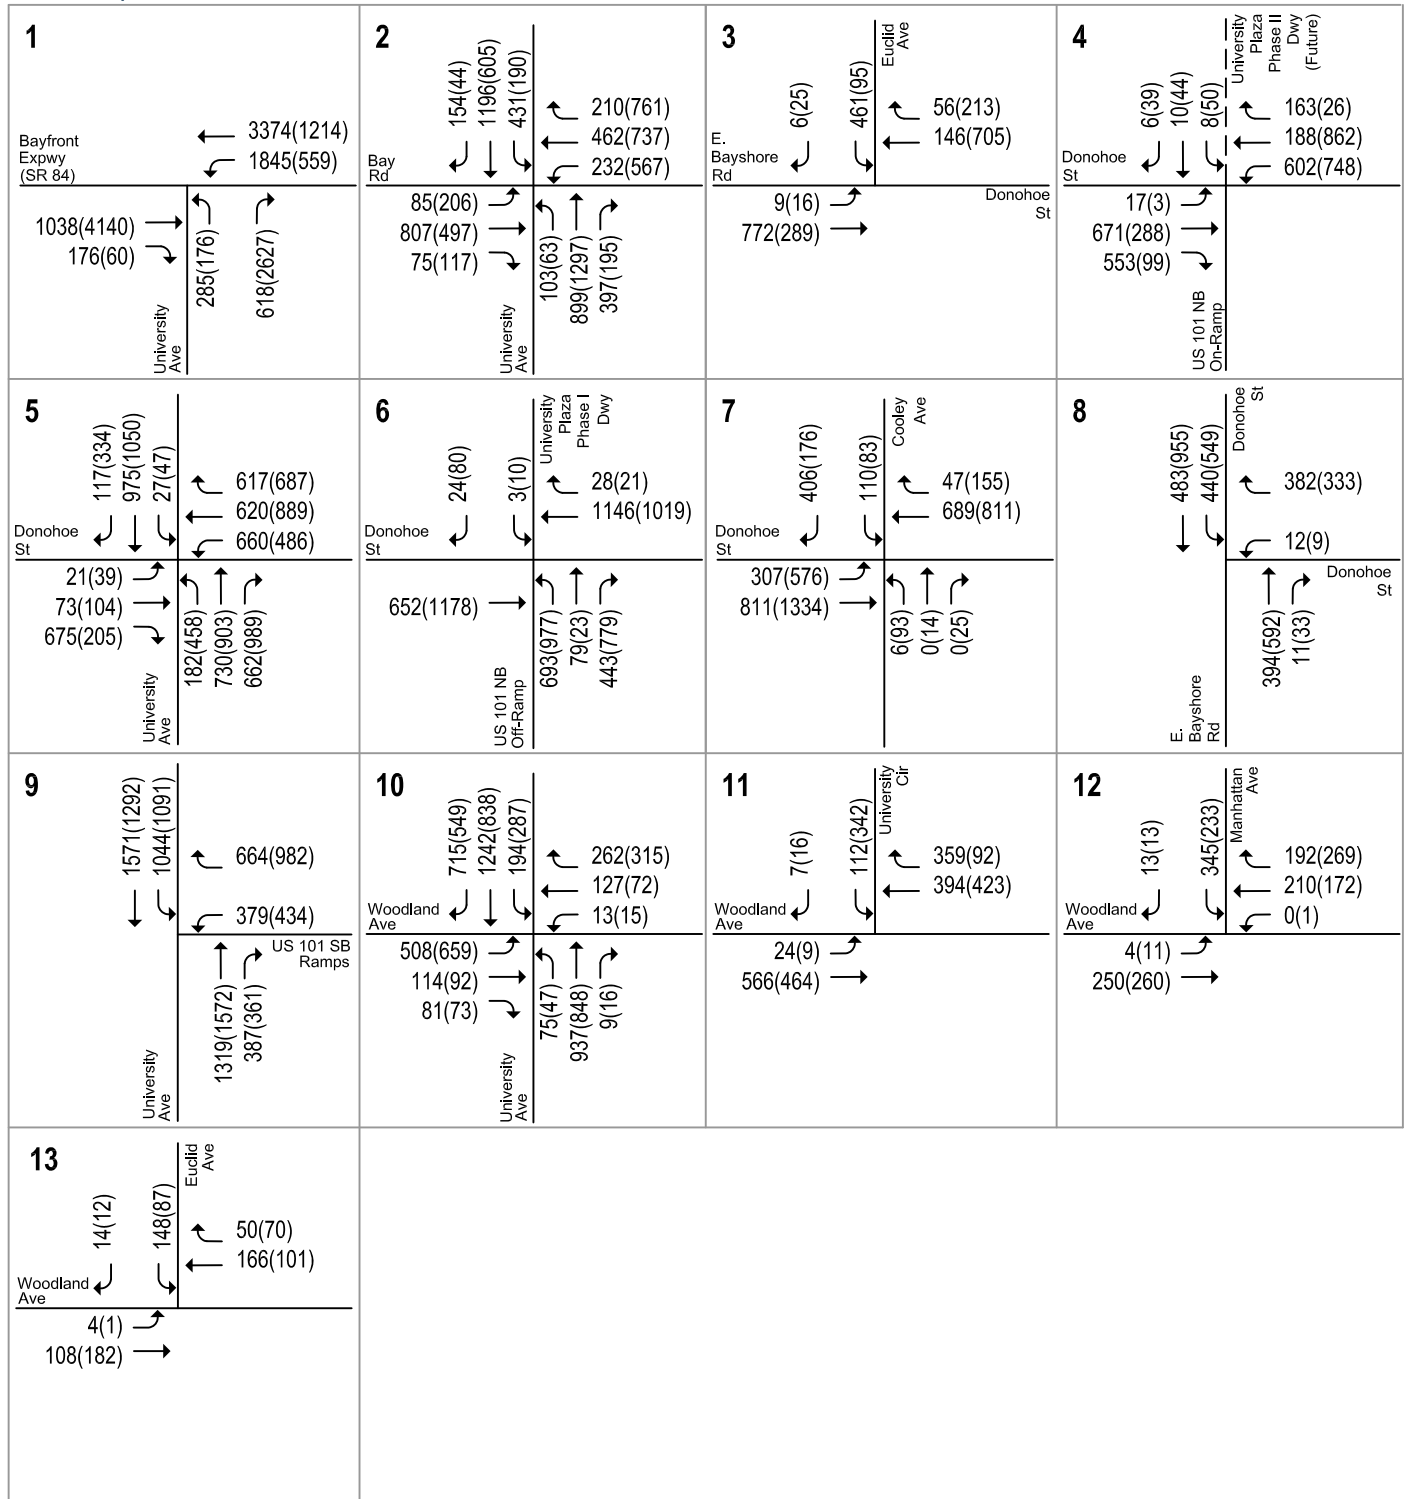 1
Bayfront
Expwy
(SR 84)
3374(1214)
1845(559)
1038(4140)
176(60)
285(176)
618(2627)
University
Ave
2
154(44)
1196(605)
431(190)
210(761)
462(737)
232(567)
Bay
Rd
85(206)
807(497)
75(117)
103(63)
899(1297)
397(195)
University
Ave
3
Euclid
Ave
6(25)
461(95)
56(213)
146(705)
E.
Bayshore
Rd
Donohoe
St
9(16)
772(289)
4
University
Plaza
Phase II
Dwy
(Future)
6(39)
10(44)
8(50)
163(26)
188(862)
602(748)
Donohoe
St
17(3)
671(288)
553(99)
US 101 NB
On-Ramp
5
117(334)
975(1050)
27(47)
617(687)
620(889)
660(486)
Donohoe
St
21(39)
73(104)
675(205)
182(458)
730(903)
662(989)
University
Ave
6
University
Plaza
Phase I
Dwy
24(80)
3(10)
28(21)
1146(1019)
Donohoe
St
652(1178)
693(977)
79(23)
443(779)
US 101 NB
Off-Ramp
7
Cooley
Ave
406(176)
110(83)
47(155)
689(811)
Donohoe
St
307(576)
811(1334)
6(93)
0(14)
0(25)
8
Donohoe
St
483(955)
440(549)
382(333)
12(9)
Donohoe
St
394(592)
11(33)
E.
Bayshore
Rd
9
1571(1292)
1044(1091)
664(982)
379(434)
US 101 SB
Ramps
1319(1572)
387(361)
University
Ave
10
715(549)
1242(838)
194(287)
262(315)
127(72)
13(15)
Woodland
Ave
508(659)
114(92)
81(73)
75(47)
937(848)
9(16)
University
Ave
11
University
Cir
7(16)
112(342)
359(92)
394(423)
Woodland
Ave
24(9)
566(464)
12
Manhattan
Ave
13(13)
345(233)
192(269)
210(172)
0(1)
Woodland
Ave
4(11)
250(260)
13
Euclid
Ave
14(12)
148(87)
50(70)
166(101)
Woodland
Ave
4(1)
108(182)